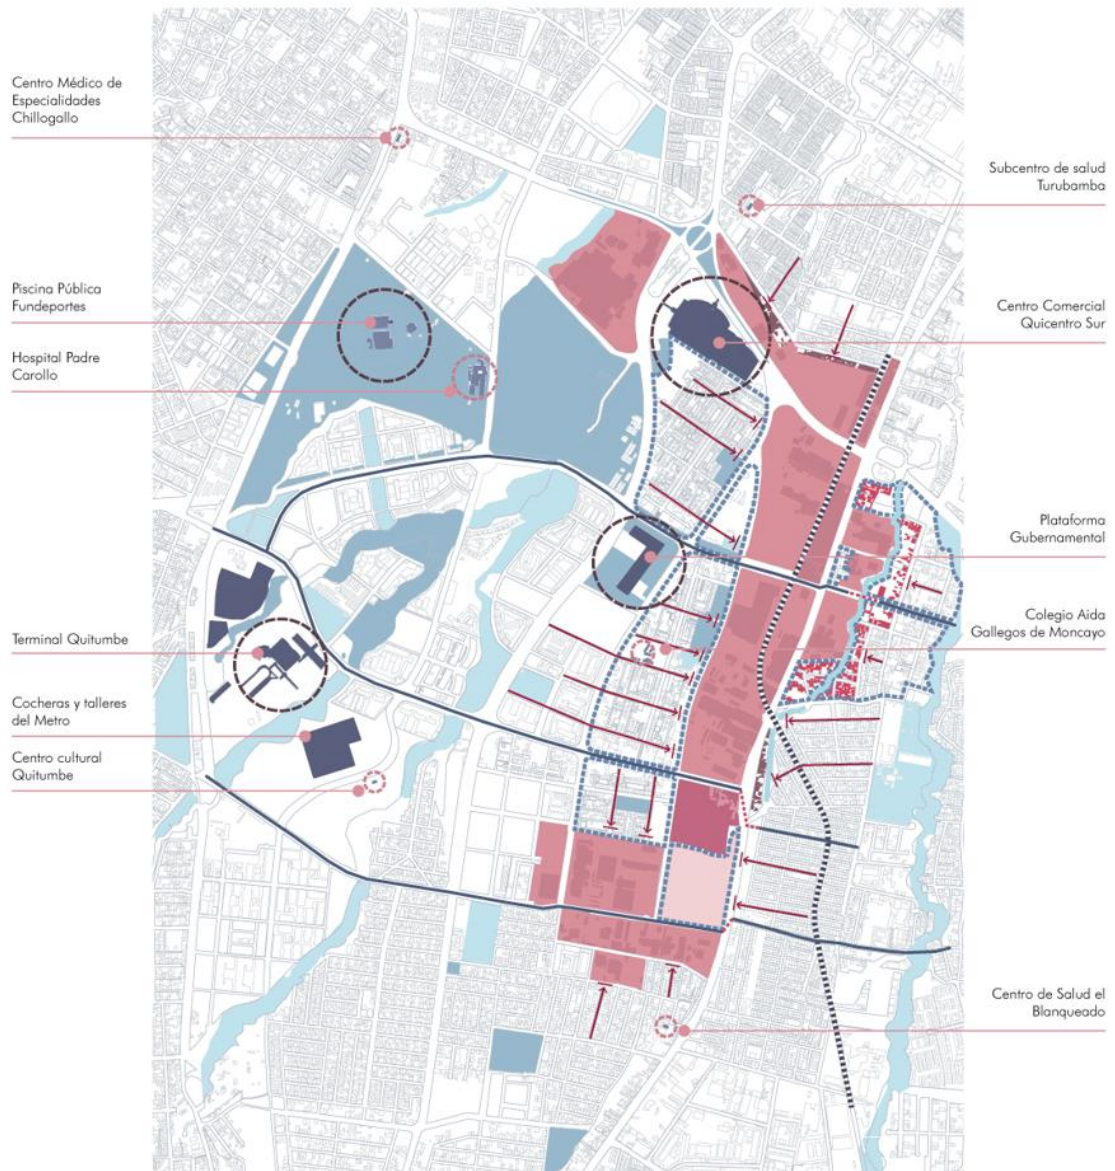 Centro Médico de
Especialidades
Chillogallo
Subcentro de salud
Turubamba
Piscina Pública
Fundeportes
Centro Comercial
Quicentro Sur
Hospital Padre
Carollo
Plataforma
Gubernamental
Colegio Aida
Gallegos de Moncayo
Terminal Quitumbe
Cocheras y talleres
del Metro
Centro cultural
Quitumbe
Centro de Salud el
Blanqueado